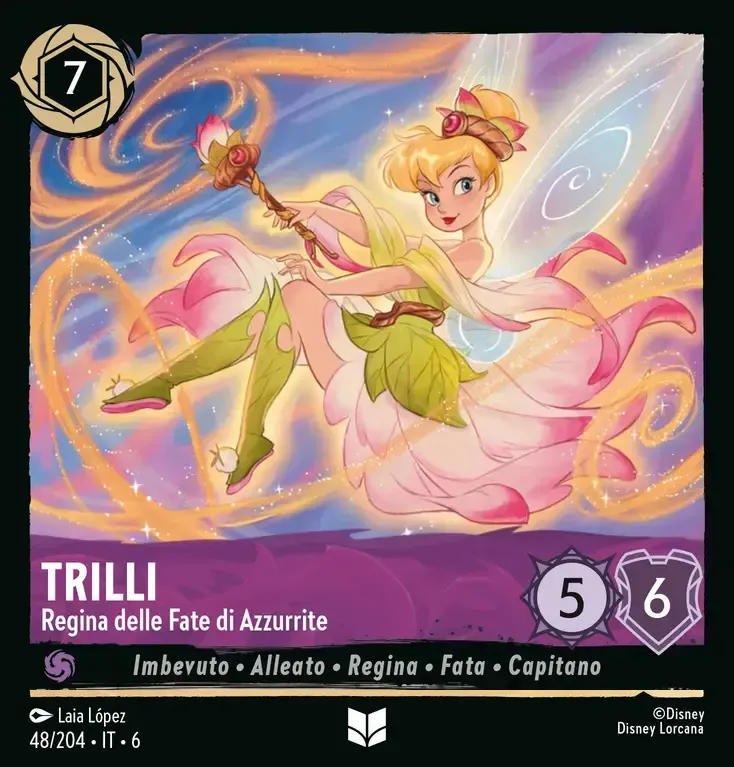 7
TRILLI
Regina delle Fate di Azzurrite
5
6
Imbevuto • Alleato • Regina • Fata • Capitano
Laia López
48/204 • IT • 6
©Disney
Disney Lorcana